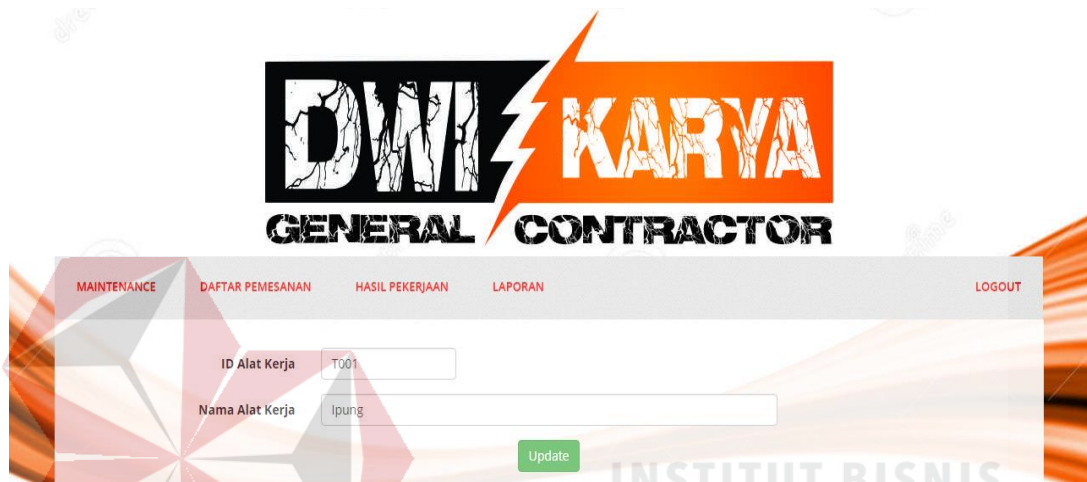 DWI KARYA
GENERAL CONTRACTOR
MAINTENANCE DAFTAR PEMESANAN HASIL PEKERJAAN LAPORAN LOGOUT
ID Alat Kerja T001
Nama Alat Kerja Ipung
Update
INSTITUT BISNIS